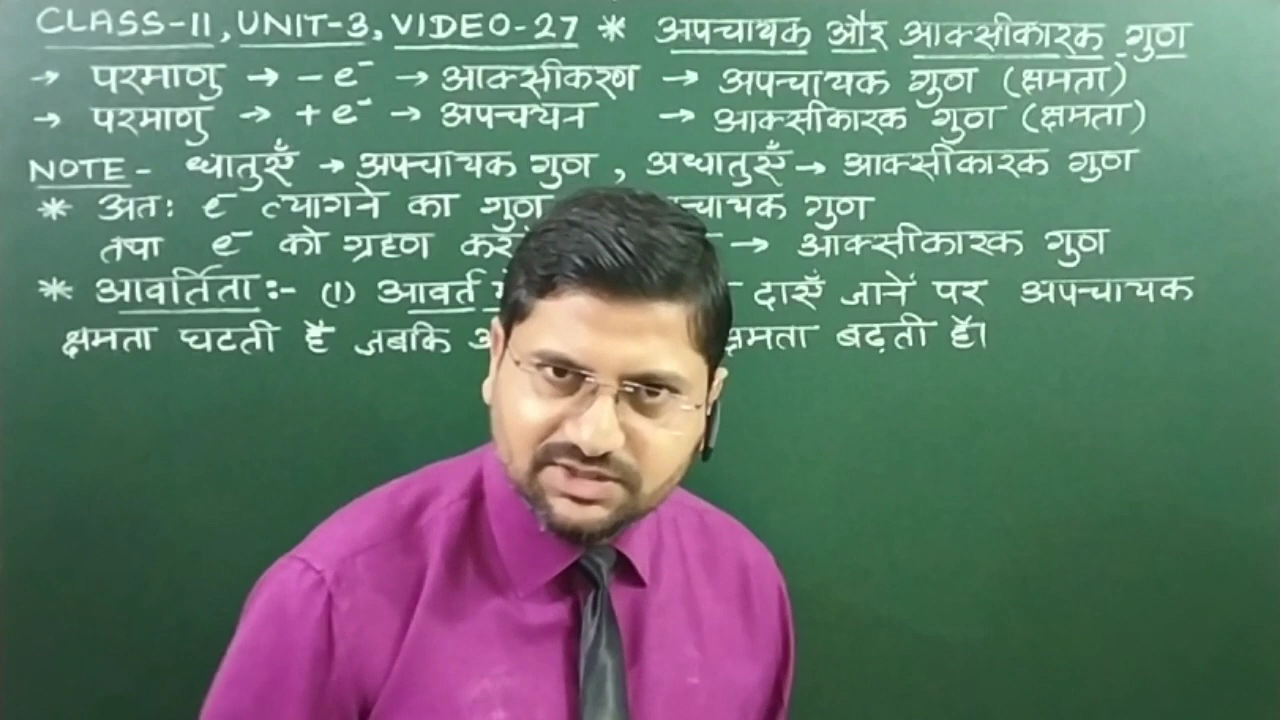 CLASS-11, UNIT-3, VIDEO-27 * अपचायक और आक्सीकारक गुण
→ परमाणु → - e⁻ → आक्सीकरण → अपचायक गुण (क्षमता)
→ परमाणु → + e⁻ → अपचयन → आक्सीकारक गुण (क्षमता)
NOTE - धातुएँ → अपचायक गुण , अधातुएँ → आक्सीकारक गुण
* अतः e⁻ त्यागने का गुण चायक गुण
तथा e⁻ को ग्रहण करने → आक्सीकारक गुण
* आवर्तिता :- (1) आवर्त दाएँ जानें पर अपचायक
क्षमता घटती है जबकि क्षमता बढ़ती है।